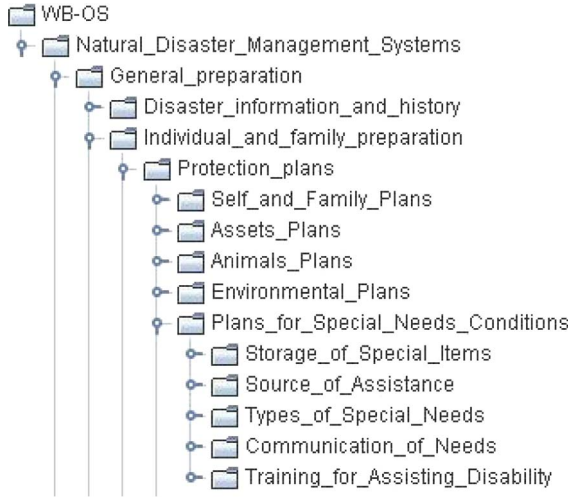 WB-OS
Natural_Disaster_Management_Systems
General_preparation
Disaster_information_and_history
Individual_and_family_preparation
Protection_plans
Self_and_Family_Plans
Assets_Plans
Animals_Plans
Environmental_Plans
Plans_for_Special_Needs_Conditions
Storage_of_Special_Items
Source_of_Assistance
Types_of_Special_Needs
Communication_of_Needs
Training_for_Assisting_Disability